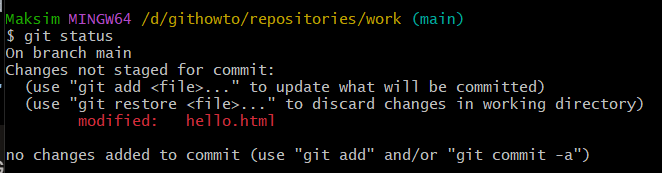 Maksim MINGW64 /d/githowto/repositories/work (main)
$ git status
On branch main
Changes not staged for commit:
  (use "git add <file>..." to update what will be committed)
  (use "git restore <file>..." to discard changes in working directory)
        modified:   hello.html

no changes added to commit (use "git add" and/or "git commit -a")